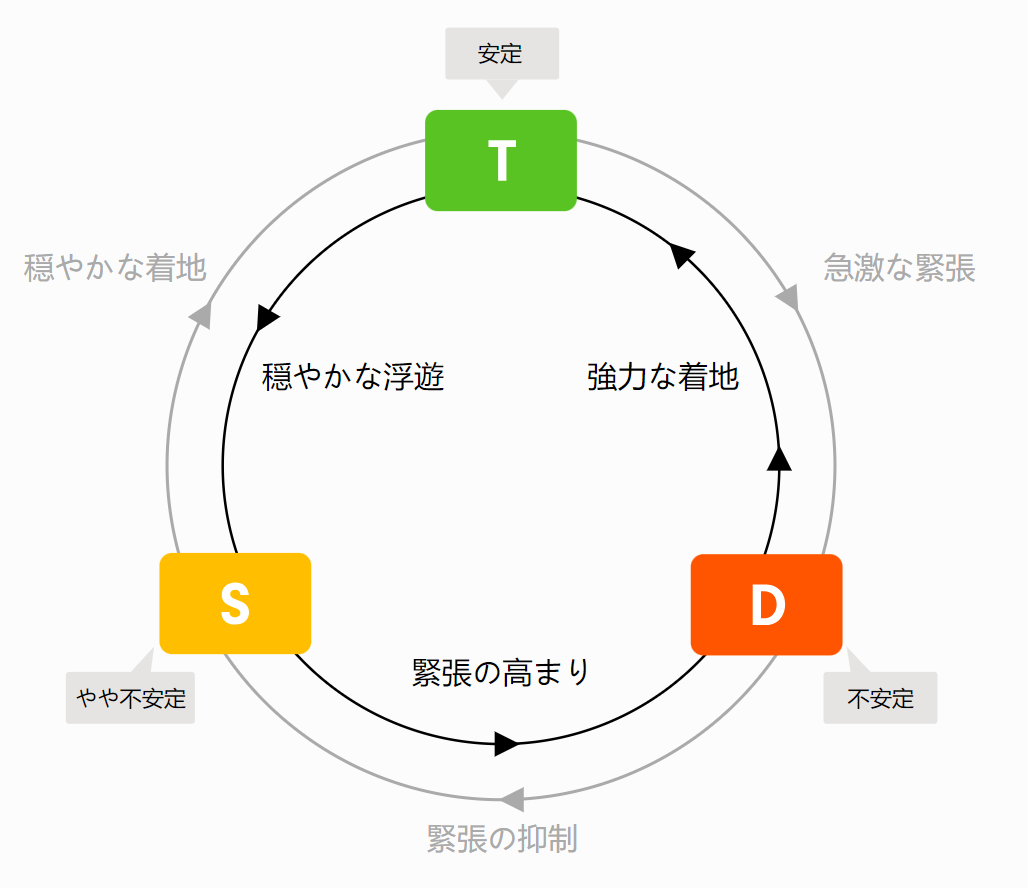 安定
T
穏やかな着地
急激な緊張
穏やかな浮遊
強力な着地
S
D
緊張の高まり
やや不安定
不安定
緊張の抑制